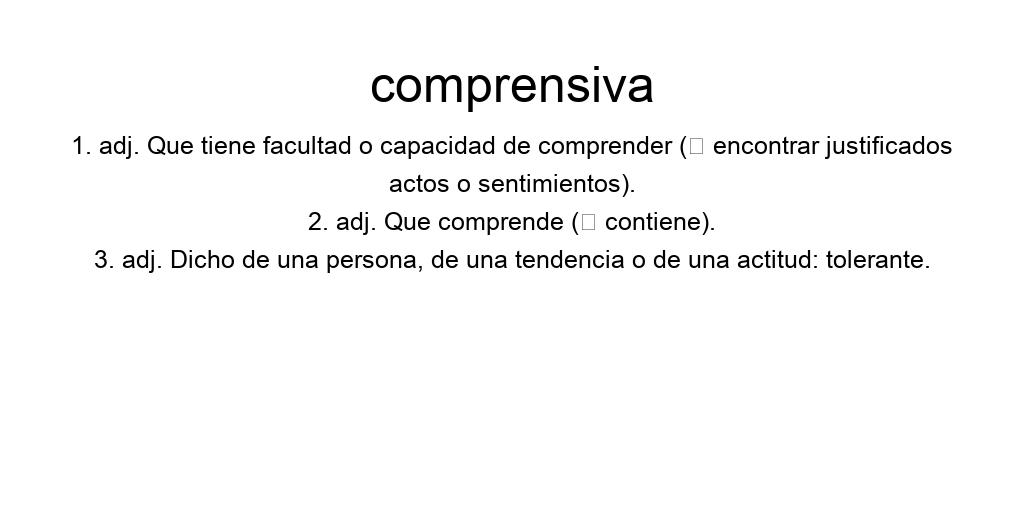 comprensiva
1. adj. Que tiene facultad o capacidad de comprender (□ encontrar justificados
actos o sentimientos).
2. adj. Que comprende (□ contiene).
3. adj. Dicho de una persona, de una tendencia o de una actitud: tolerante.